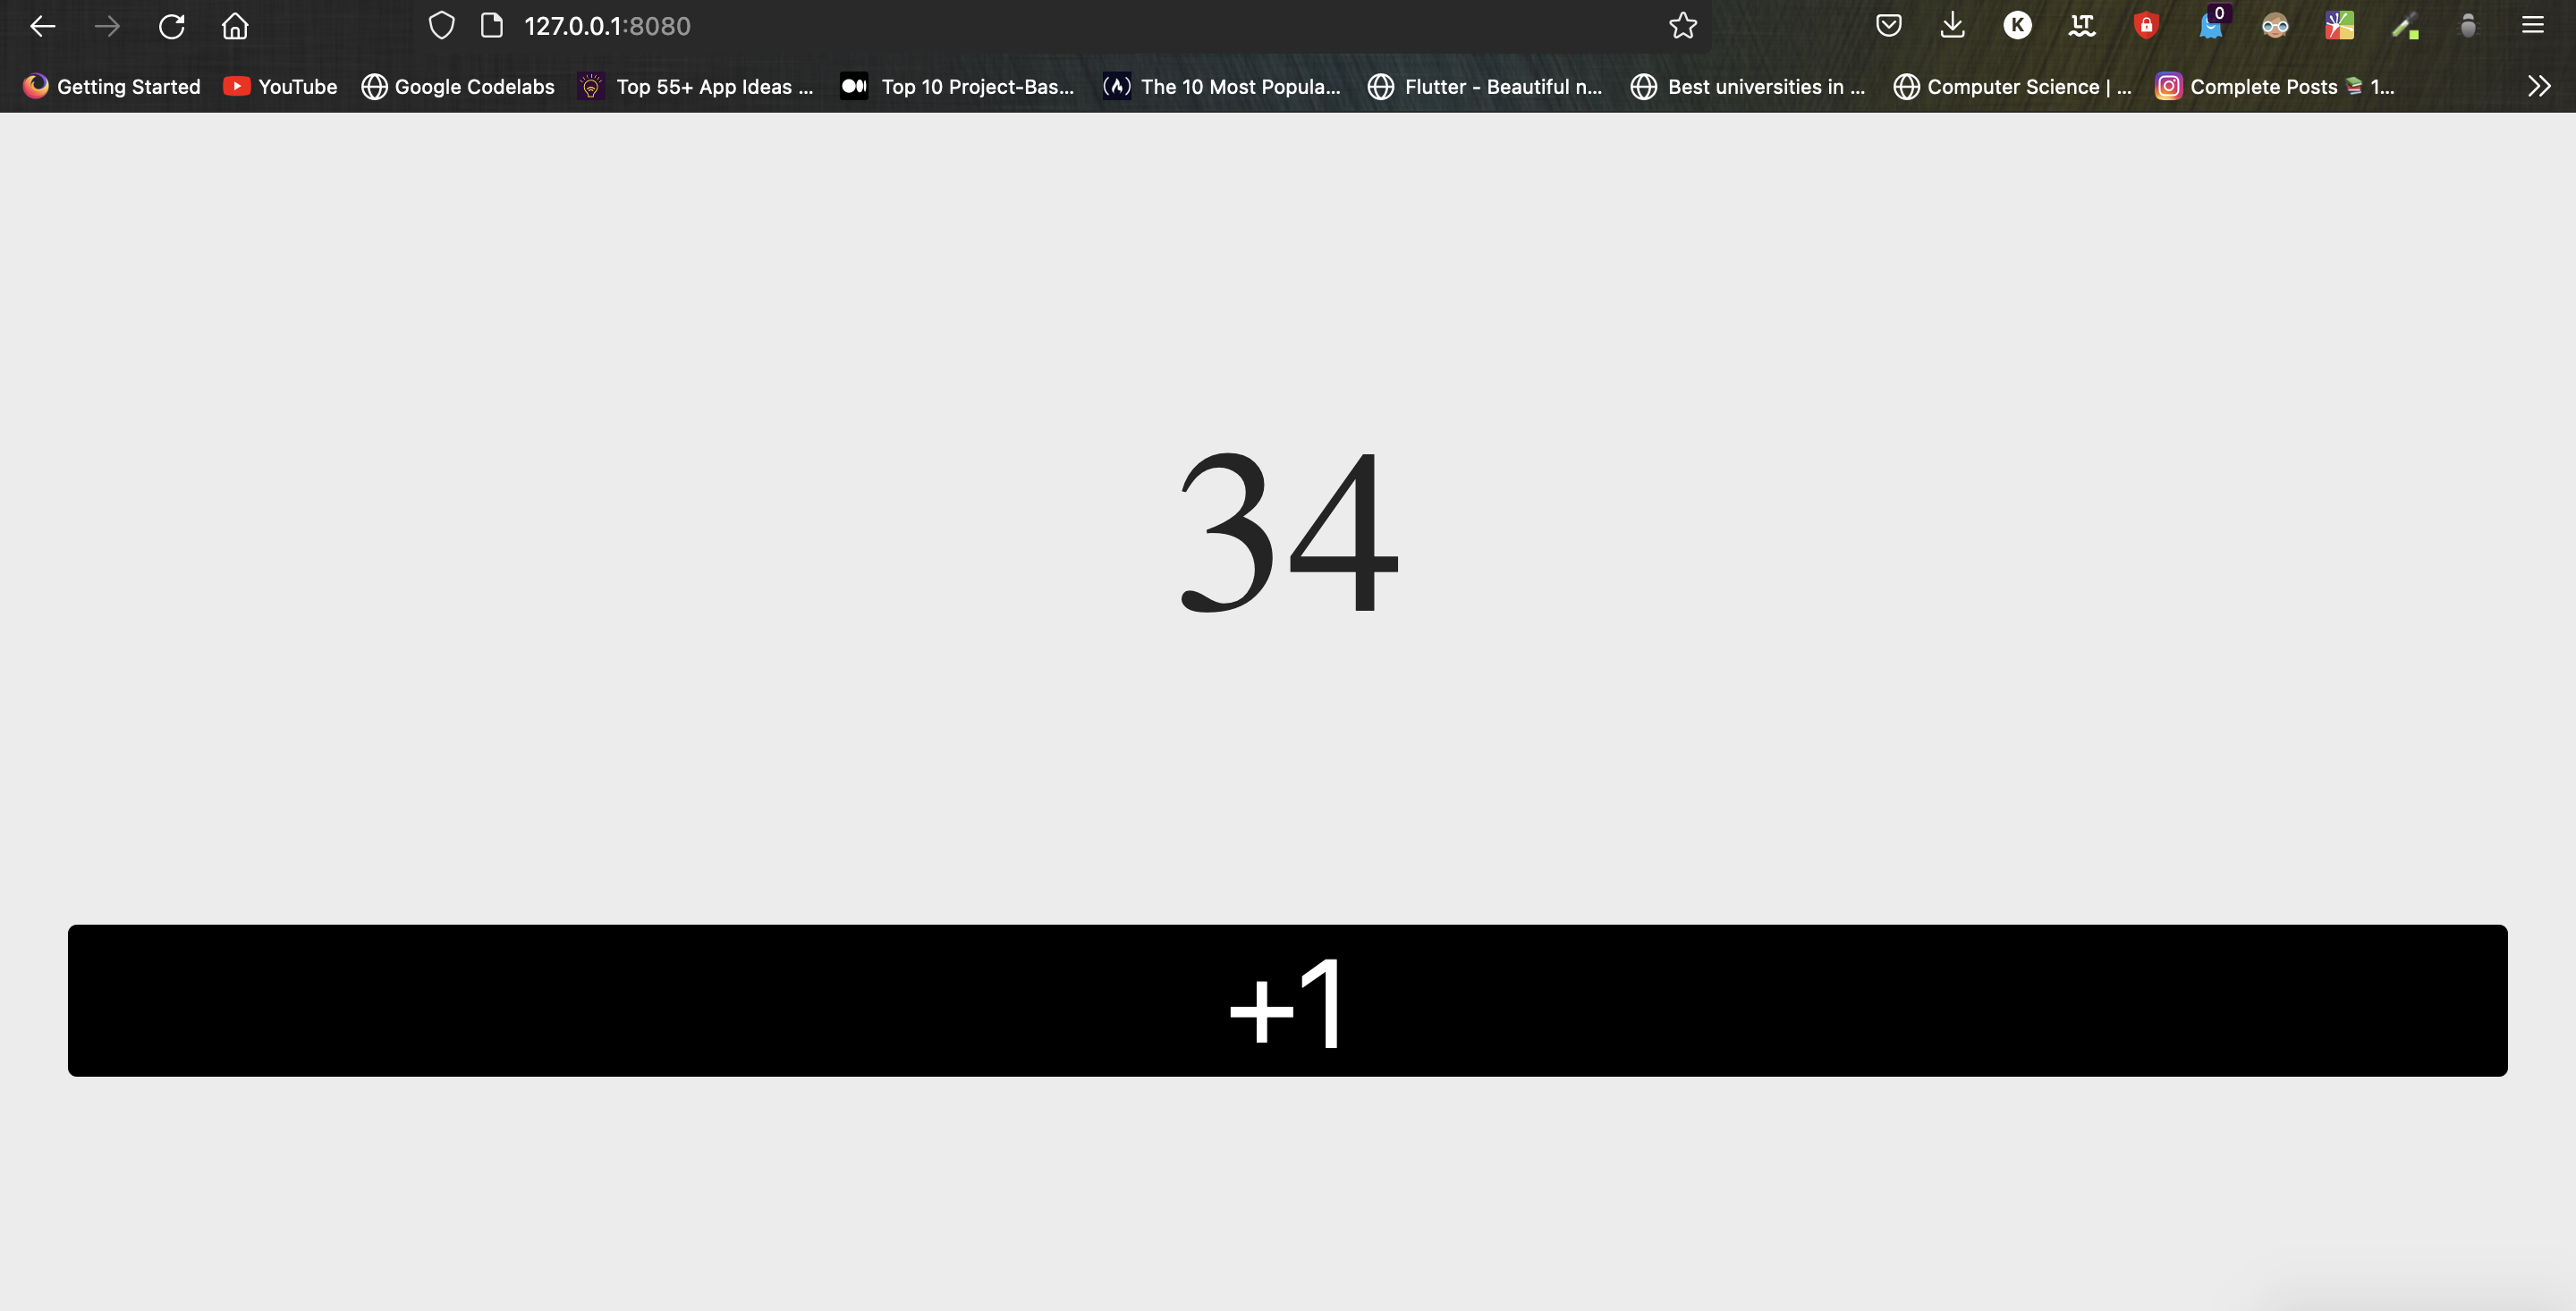 127.0.0.1:8080
K LT 0
Getting Started YouTube Google Codelabs Top 55+ App Ideas ... Top 10 Project-Bas... The 10 Most Popula... Flutter - Beautiful n... Best universities in ... Computer Science | ... Complete Posts 📚 1...
34
+1